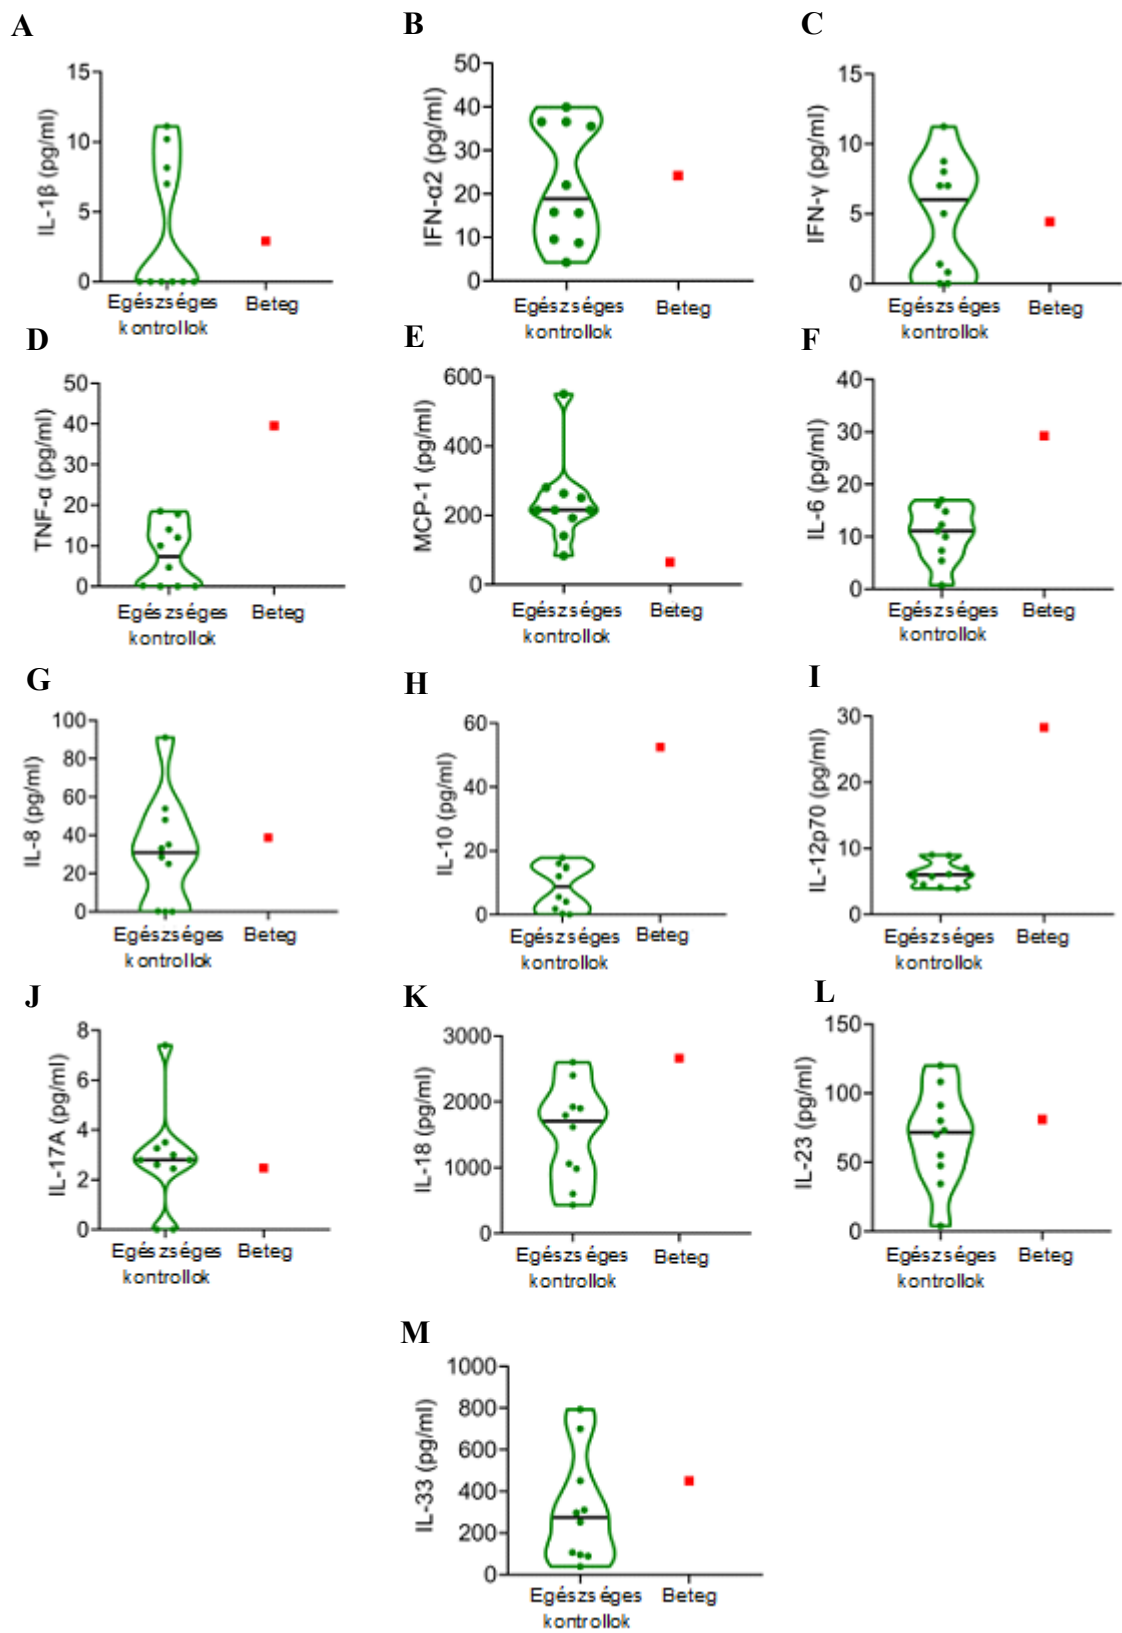 A
B
C
IL-1β (pg/ml)
15
10
5
0
Egészséges
kontrollok
Beteg
IFN-α2 (pg/ml)
50
40
30
20
10
0
Egészséges
kontrollok
Beteg
IFN-γ (pg/ml)
15
10
5
0
Egészséges
kontrollok
Beteg
D
E
F
TNF-α (pg/ml)
50
40
30
20
10
0
Egészséges
kontrollok
Beteg
MCP-1 (pg/ml)
600
400
200
0
Egészséges
kontrollok
Beteg
IL-6 (pg/ml)
40
30
20
10
0
Egészséges
kontrollok
Beteg
G
H
I
IL-8 (pg/ml)
100
80
60
40
20
0
Egészséges
kontrollok
Beteg
IL-10 (pg/ml)
60
40
20
0
Egészséges
kontrollok
Beteg
IL-12p70 (pg/ml)
30
20
10
0
Egészséges
kontrollok
Beteg
J
K
L
IL-17A (pg/ml)
8
6
4
2
0
Egészséges
kontrollok
Beteg
IL-18 (pg/ml)
3000
2000
1000
0
Egészséges
kontrollok
Beteg
IL-23 (pg/ml)
150
100
50
0
Egészséges
kontrollok
Beteg
M
IL-33 (pg/ml)
1000
800
600
400
200
0
Egészséges
kontrollok
Beteg